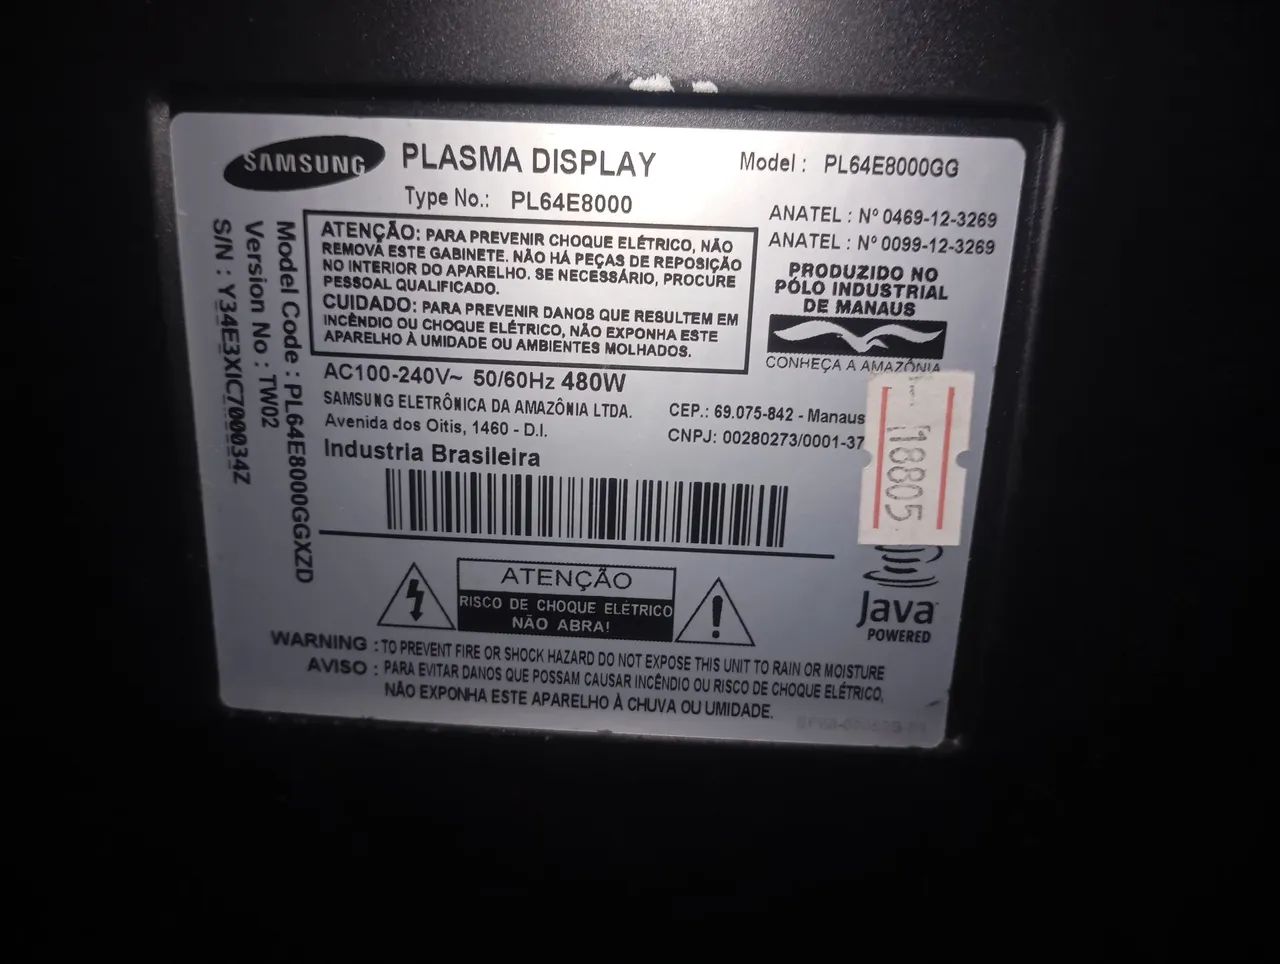 SAMSUNG
PLASMA DISPLAY
Model : PL64E8000GG
Type No.: PL64E8000
ANATEL : Nº 0469-12-3269
ANATEL : Nº 0099-12-3269
ATENÇÃO: PARA PREVENIR CHOQUE ELÉTRICO, NÃO
REMOVA ESTE GABINETE. NÃO HÁ PEÇAS DE REPOSIÇÃO
NO INTERIOR DO APARELHO. SE NECESSÁRIO, PROCURE
PESSOAL QUALIFICADO.
CUIDADO: PARA PREVENIR DANOS QUE RESULTEM EM
INCÊNDIO OU CHOQUE ELÉTRICO, NÃO EXPONHA ESTE
APARELHO À UMIDADE OU AMBIENTES MOLHADOS.
PRODUZIDO NO
PÓLO INDUSTRIAL
DE MANAUS
CONHEÇA A AMAZÔNIA
AC100-240V~ 50/60Hz 480W
SAMSUNG ELETRÔNICA DA AMAZÔNIA LTDA.
CEP.: 69.075-842 - Manaus
Avenida dos Oitis, 1460 - D.I.
CNPJ: 00280273/0001-37
Industria Brasileira
Model Code : PL64E8000GGXZD
Version No : TW02
S/N : Y34E3XIC700034Z
18805
Java
POWERED
ATENÇÃO
RISCO DE CHOQUE ELÉTRICO
NÃO ABRA!
WARNING : TO PREVENT FIRE OR SHOCK HAZARD DO NOT EXPOSE THIS UNIT TO RAIN OR MOISTURE
AVISO : PARA EVITAR DANOS QUE POSSAM CAUSAR INCÊNDIO OU RISCO DE CHOQUE ELÉTRICO,
NÃO EXPONHA ESTE APARELHO À CHUVA OU UMIDADE.